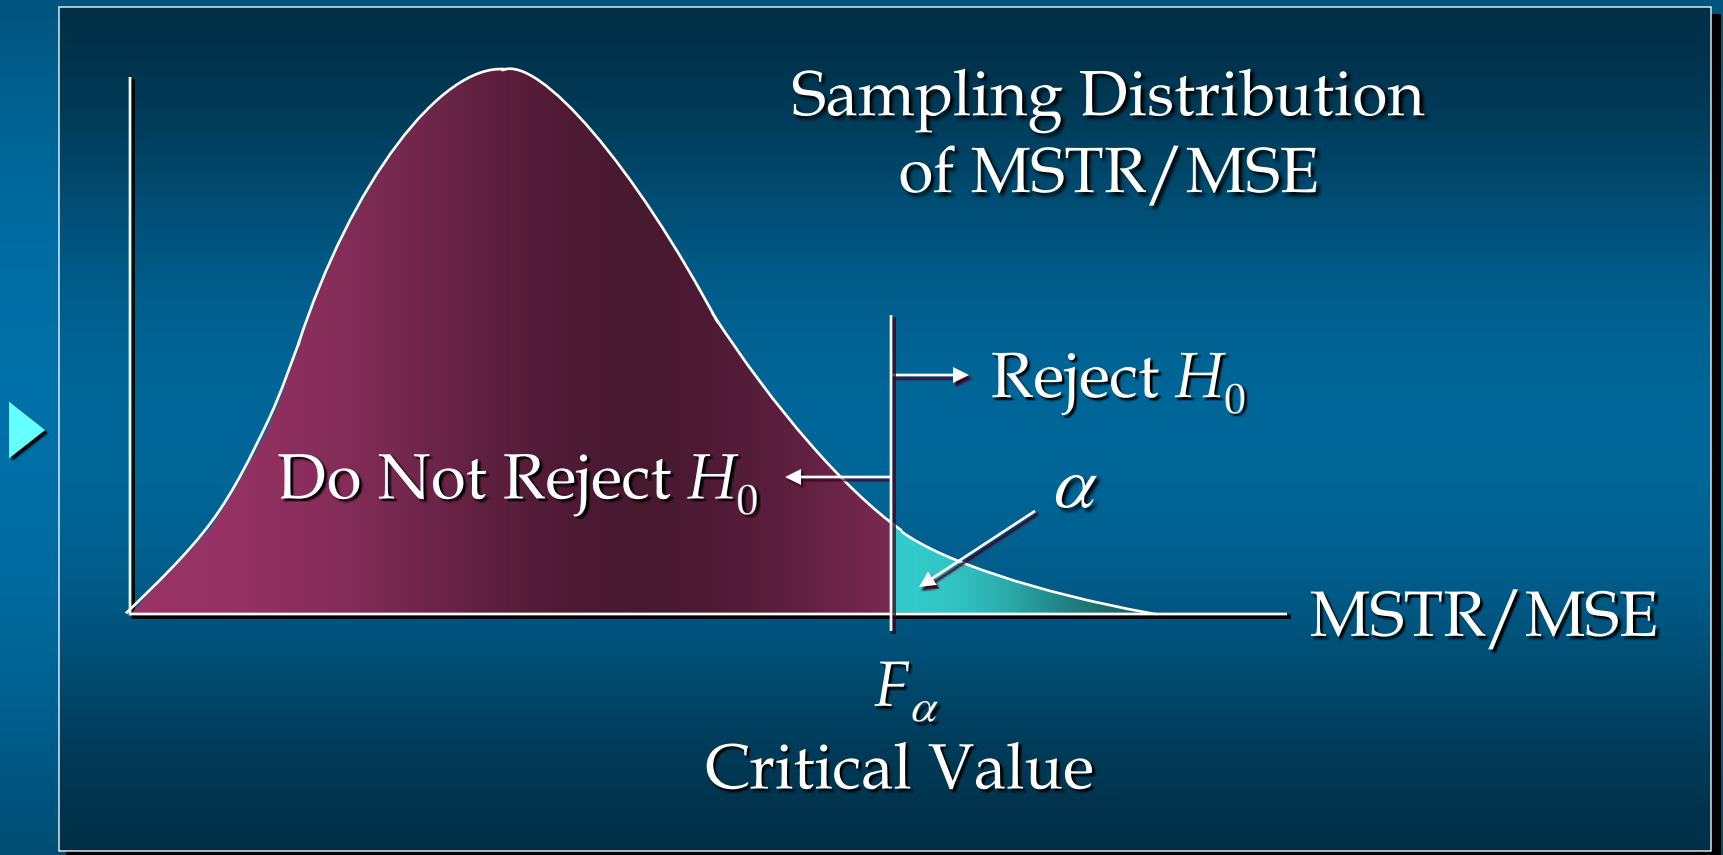 Sampling Distribution
of MSTR/MSE
Reject H₀
Do Not Reject H₀
α
MSTR/MSE
Fα
Critical Value